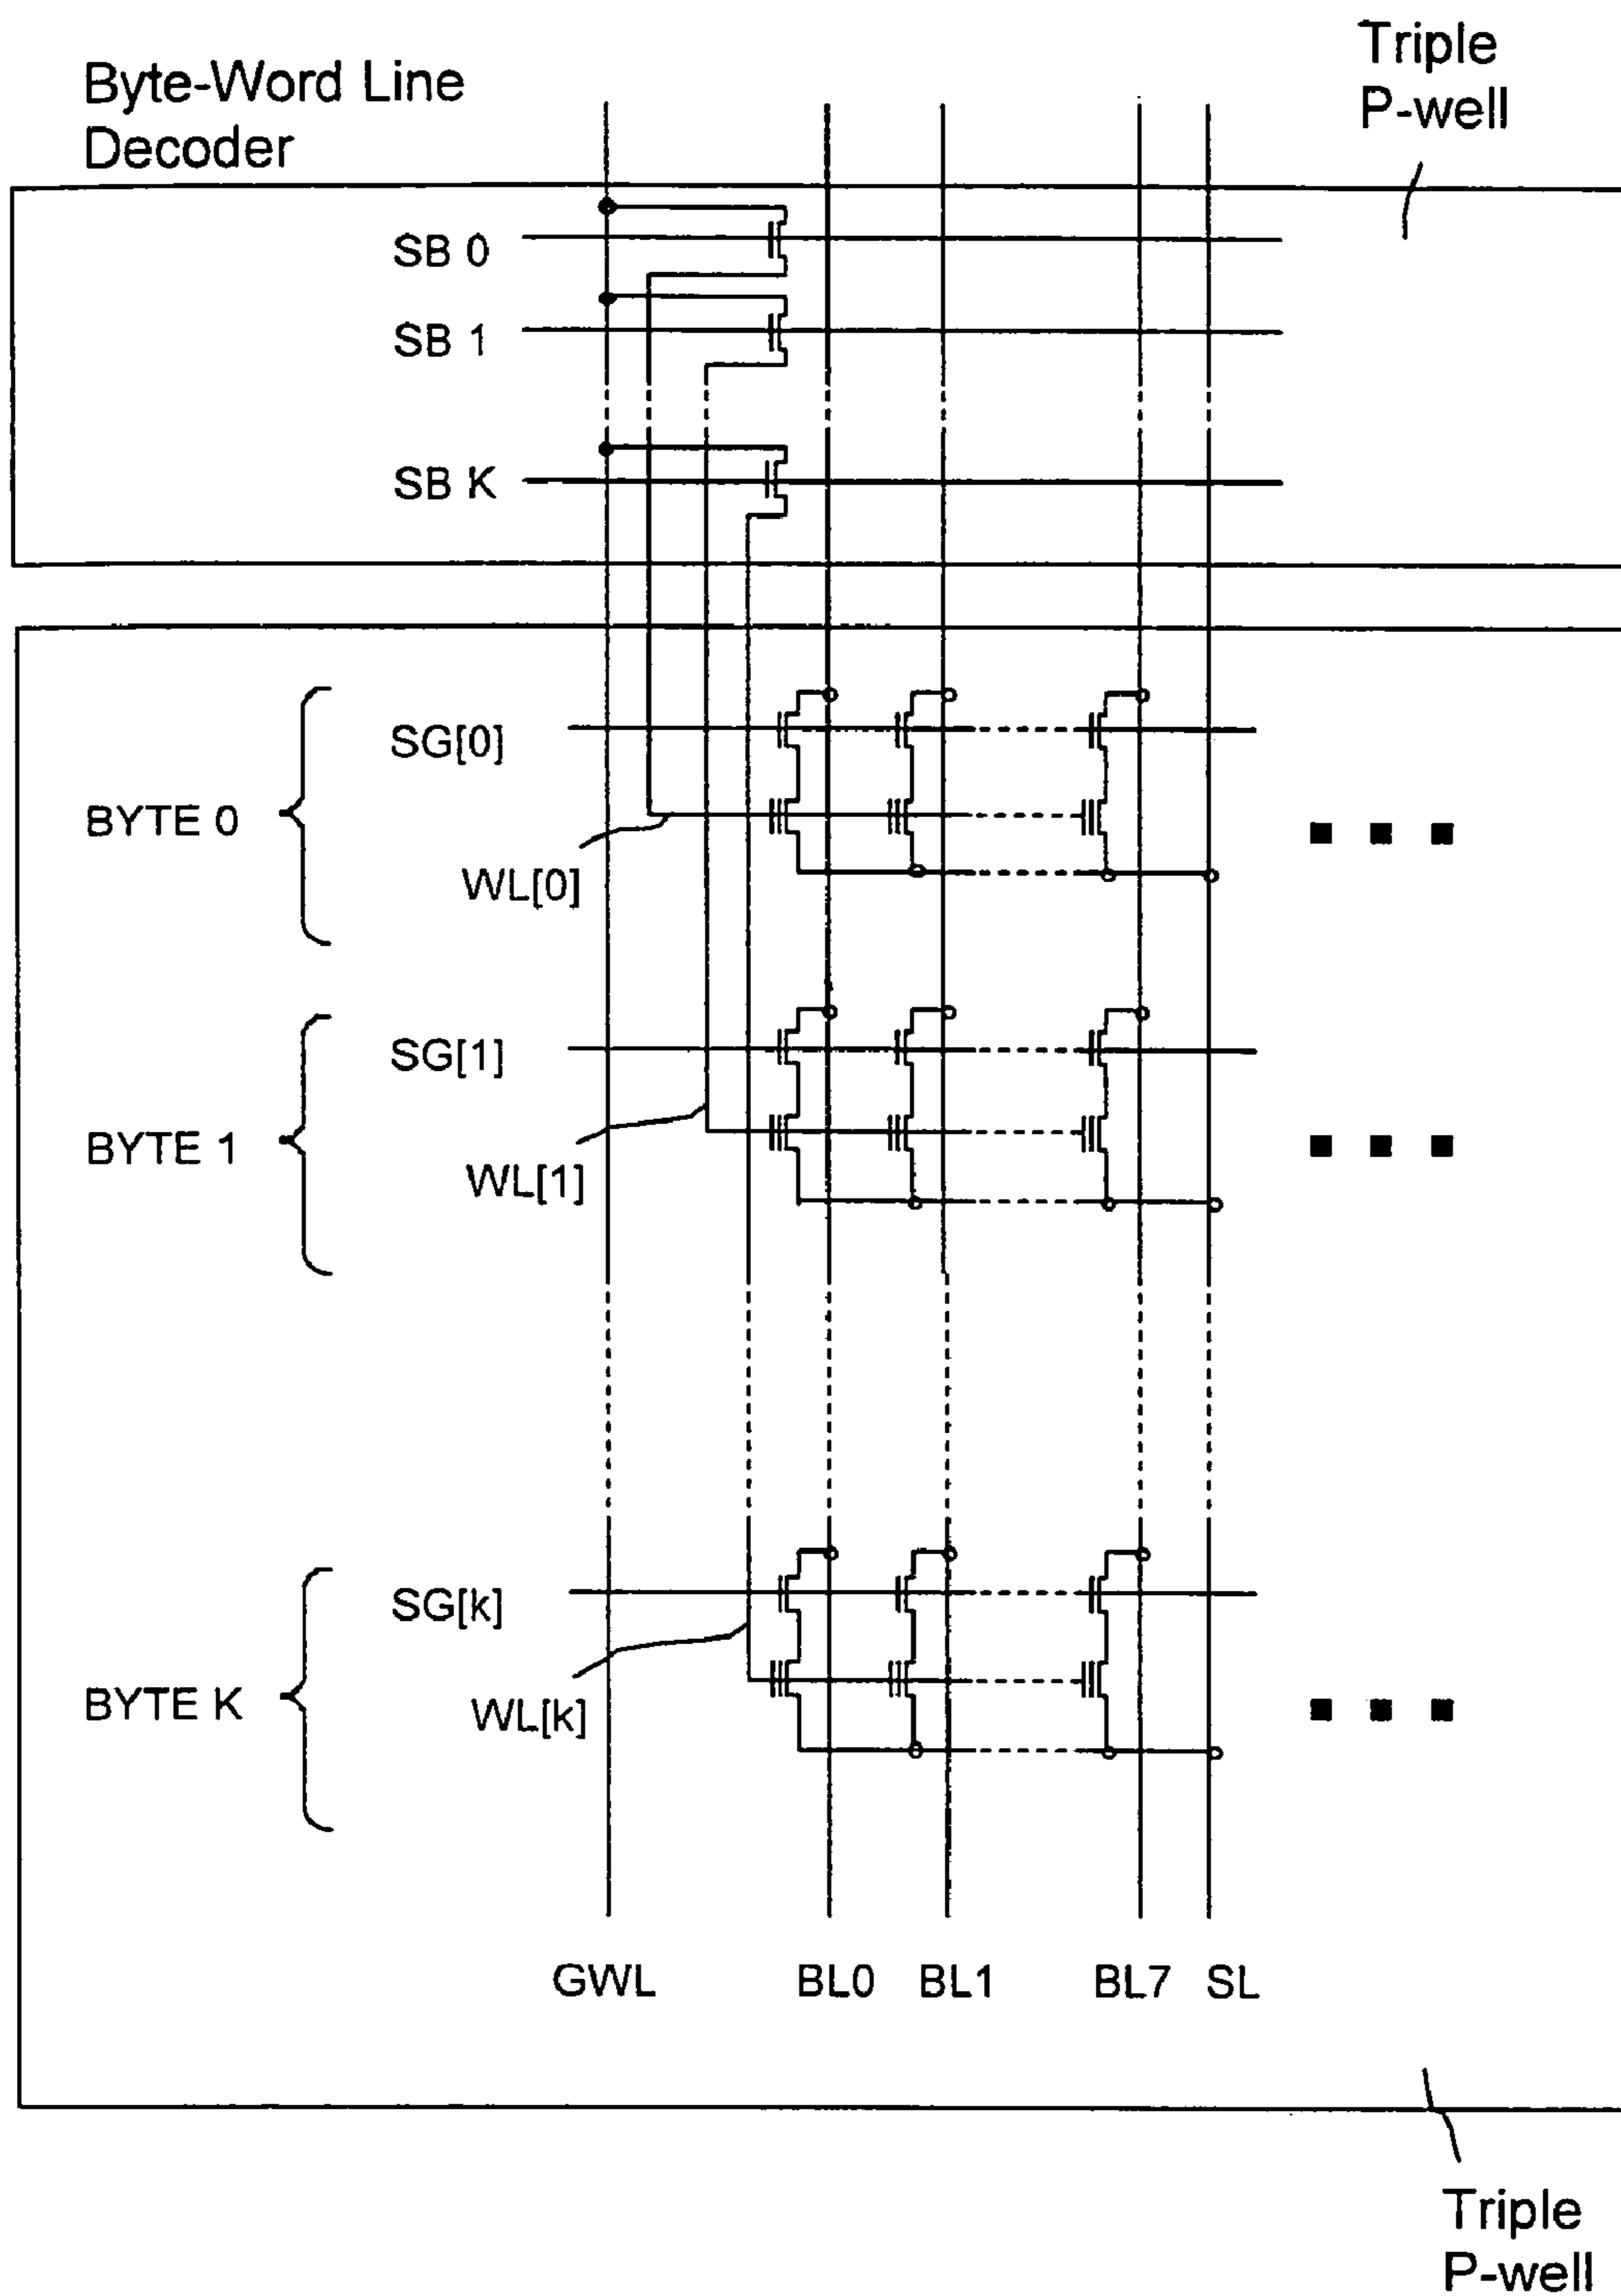 Byte-Word Line
Decoder
Triple
P-well
SB 0
SB 1
SB K
SG[0]
BYTE 0
WL[0]
SG[1]
BYTE 1
WL[1]
SG[k]
BYTE K
WL[k]
GWL BL0 BL1 BL7 SL
Triple
P-well